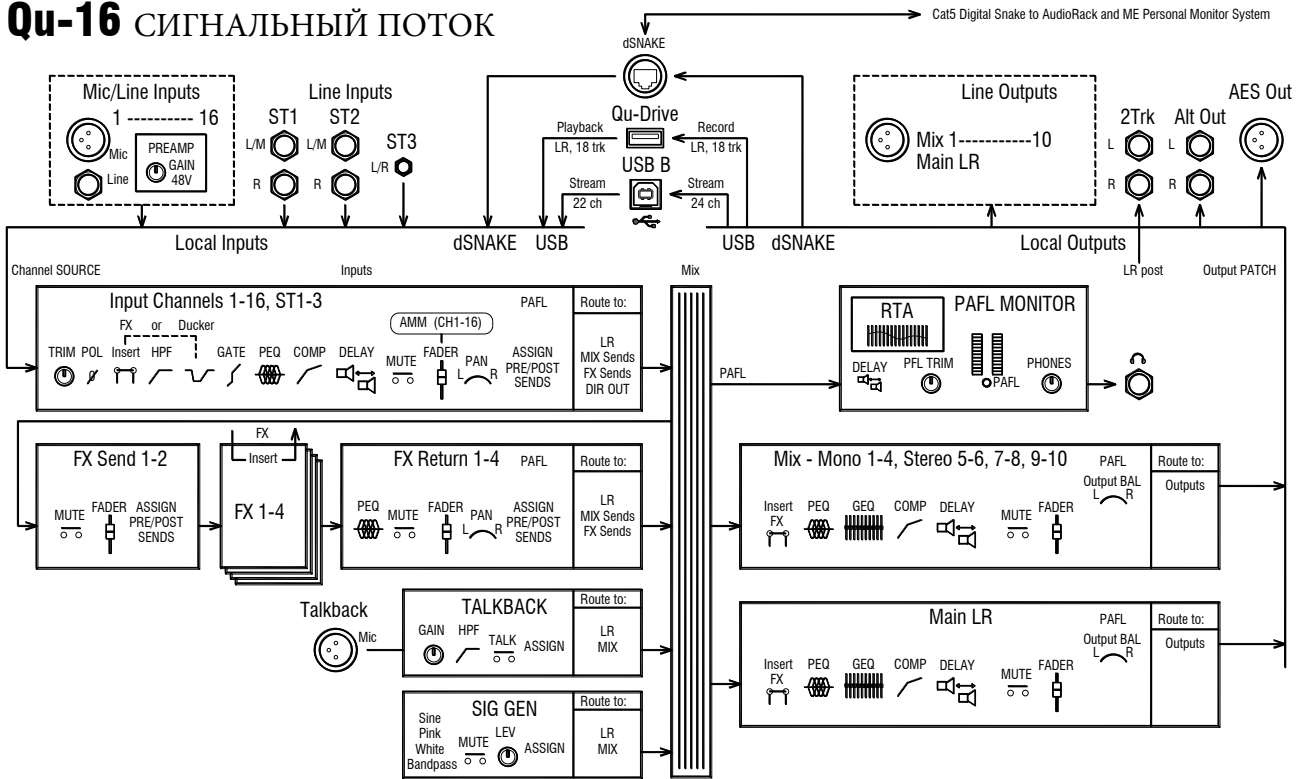 Qu-16 СИГНАЛЬНЫЙ ПОТОК
Cat5 Digital Snake to AudioRack and ME Personal Monitor System
dSNAKE
Mic/Line Inputs
1 ---------- 16
Mic
Line
PREAMP
GAIN
48V
Line Inputs
ST1
ST2
ST3
L/M
L/M
L/R
R
R
Qu-Drive
Playback
LR, 18 trk
Record
LR, 18 trk
USB B
Stream
22 ch
Stream
24 ch
Line Outputs
Mix 1-----------10
Main LR
2Trk
Alt Out
AES Out
L
L
R
R
Local Inputs
dSNAKE
USB
USB
dSNAKE
Local Outputs
Channel SOURCE
Inputs
Mix
LR post
Output PATCH
Input Channels 1-16, ST1-3
PAFL
Route to:
FX or Ducker
AMM (CH1-16)
TRIM
POL
Insert
HPF
GATE
PEQ
COMP
DELAY
MUTE
FADER
PAN
L
R
ASSIGN
PRE/POST
SENDS
LR
MIX Sends
FX Sends
DIR OUT
PAFL
RTA
PAFL MONITOR
DELAY
PFL TRIM
PAFL
PHONES
FX Send 1-2
MUTE
FADER
ASSIGN
PRE/POST
SENDS
FX
Insert
FX 1-4
FX Return 1-4
PAFL
Route to:
PEQ
MUTE
FADER
PAN
L
R
ASSIGN
PRE/POST
SENDS
LR
MIX Sends
FX Sends
Mix - Mono 1-4, Stereo 5-6, 7-8, 9-10
PAFL
Output BAL
L
R
Route to:
Outputs
Insert
FX
PEQ
GEQ
COMP
DELAY
MUTE
FADER
Talkback
Mic
TALKBACK
Route to:
GAIN
HPF
TALK
ASSIGN
LR
MIX
Main LR
PAFL
Output BAL
L
R
Route to:
Outputs
Insert
FX
PEQ
GEQ
COMP
DELAY
MUTE
FADER
SIG GEN
Route to:
Sine
Pink
White
Bandpass
MUTE
LEV
ASSIGN
LR
MIX